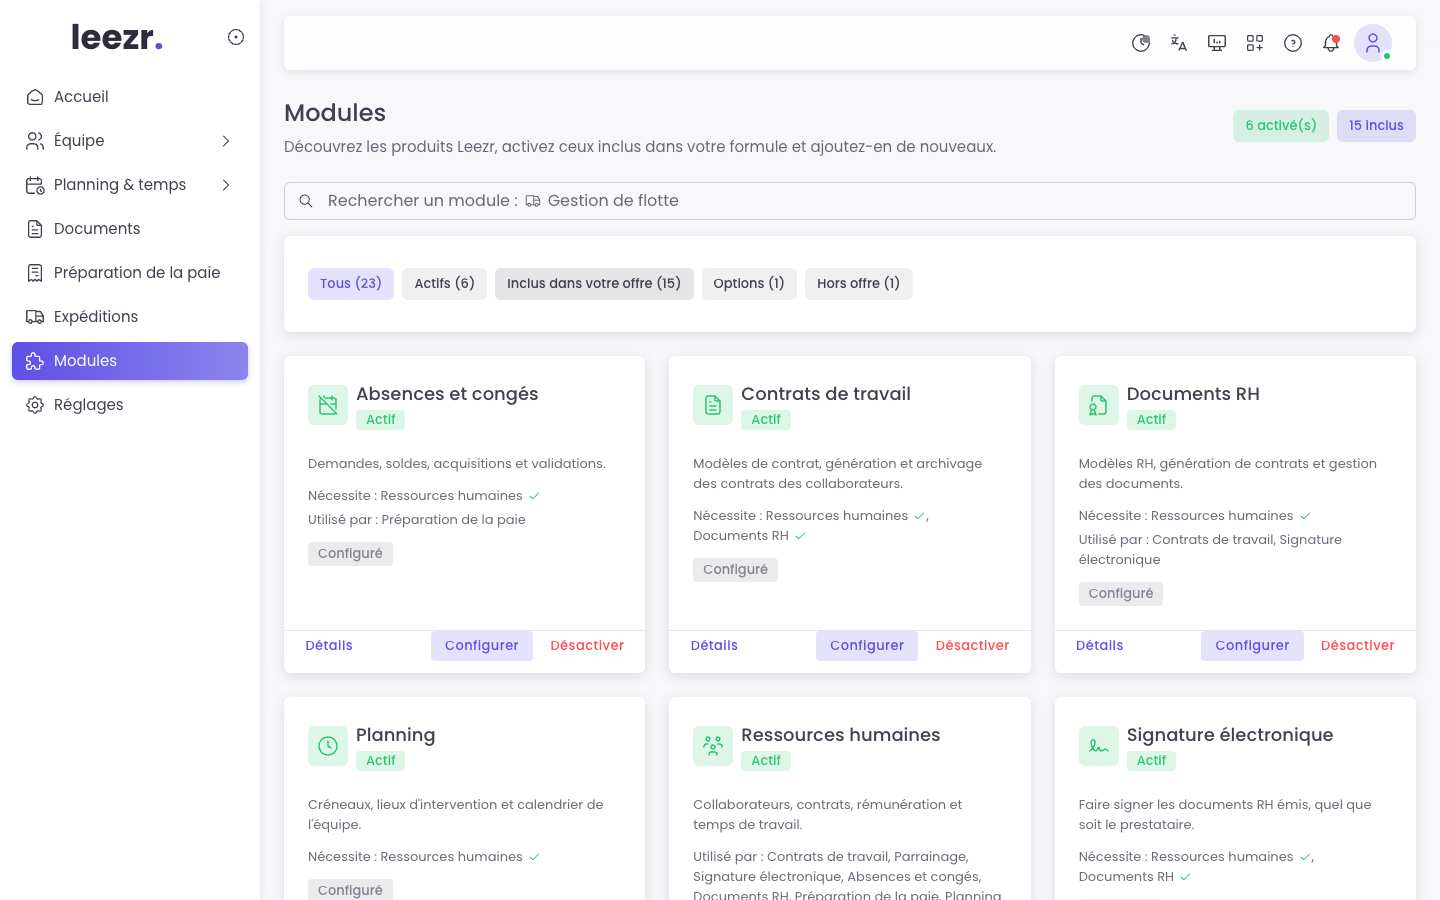 leezr.
Accueil
Équipe
Planning & temps
Documents
Préparation de la paie
Expéditions
Modules
Réglages
Modules
Découvrez les produits Leezr, activez ceux inclus dans votre formule et ajoutez-en de nouveaux.
6 activé(s)
15 inclus
Rechercher un module : Gestion de flotte
Tous (23)
Actifs (6)
Inclus dans votre offre (15)
Options (1)
Hors offre (1)
Absences et congés
Actif
Demandes, soldes, acquisitions et validations.
Nécessite : Ressources humaines ✓
Utilisé par : Préparation de la paie
Configuré
Détails
Configurer
Désactiver
Contrats de travail
Actif
Modèles de contrat, génération et archivage
des contrats des collaborateurs.
Nécessite : Ressources humaines ✓,
Documents RH ✓
Configuré
Détails
Configurer
Désactiver
Documents RH
Actif
Modèles RH, génération de contrats et gestion
des documents.
Nécessite : Ressources humaines ✓
Utilisé par : Contrats de travail, Signature
électronique
Configuré
Détails
Configurer
Désactiver
Planning
Actif
Créneaux, lieux d'intervention et calendrier de
l'équipe.
Nécessite : Ressources humaines ✓
Configuré
Ressources humaines
Actif
Collaborateurs, contrats, rémunération et
temps de travail.
Utilisé par : Contrats de travail, Parrainage,
Signature électronique, Absences et congés,
Documents RH, Préparation de la paie, Planning
Signature électronique
Actif
Faire signer les documents RH émis, quel que
soit le prestataire.
Nécessite : Ressources humaines ✓,
Documents RH ✓